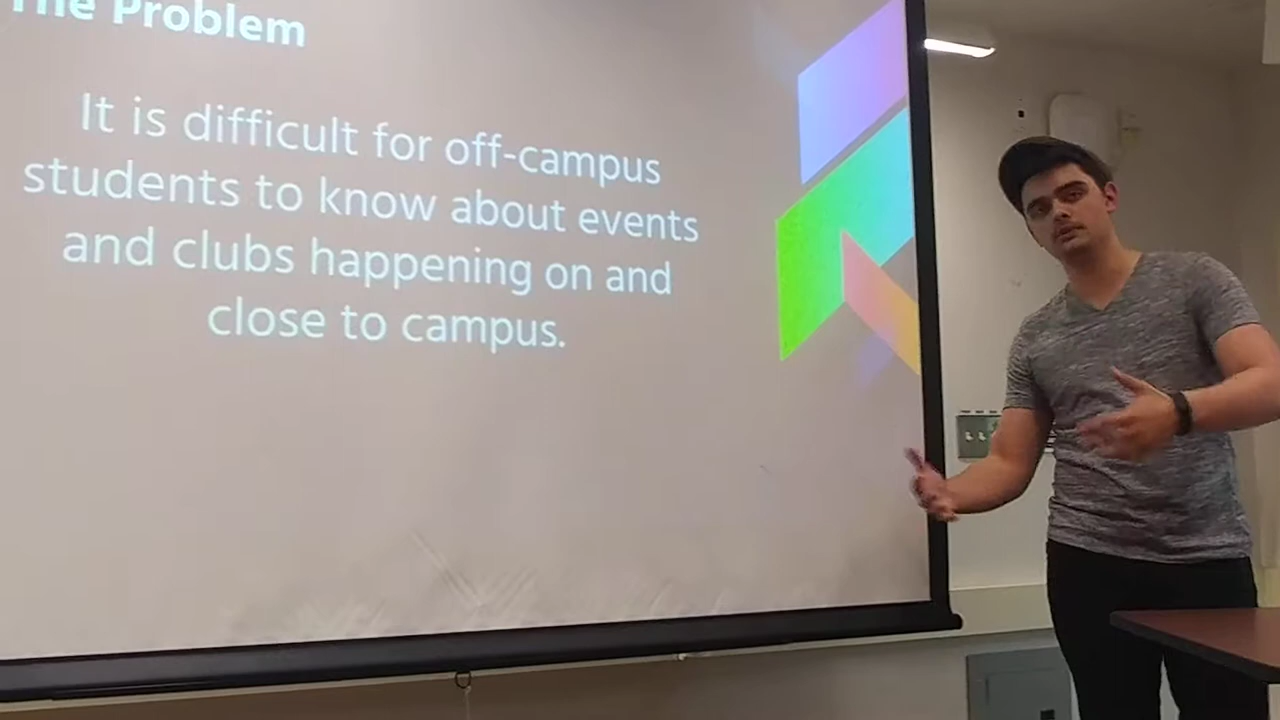 The Problem
It is difficult for off-campus
students to know about events
and clubs happening on and
close to campus.